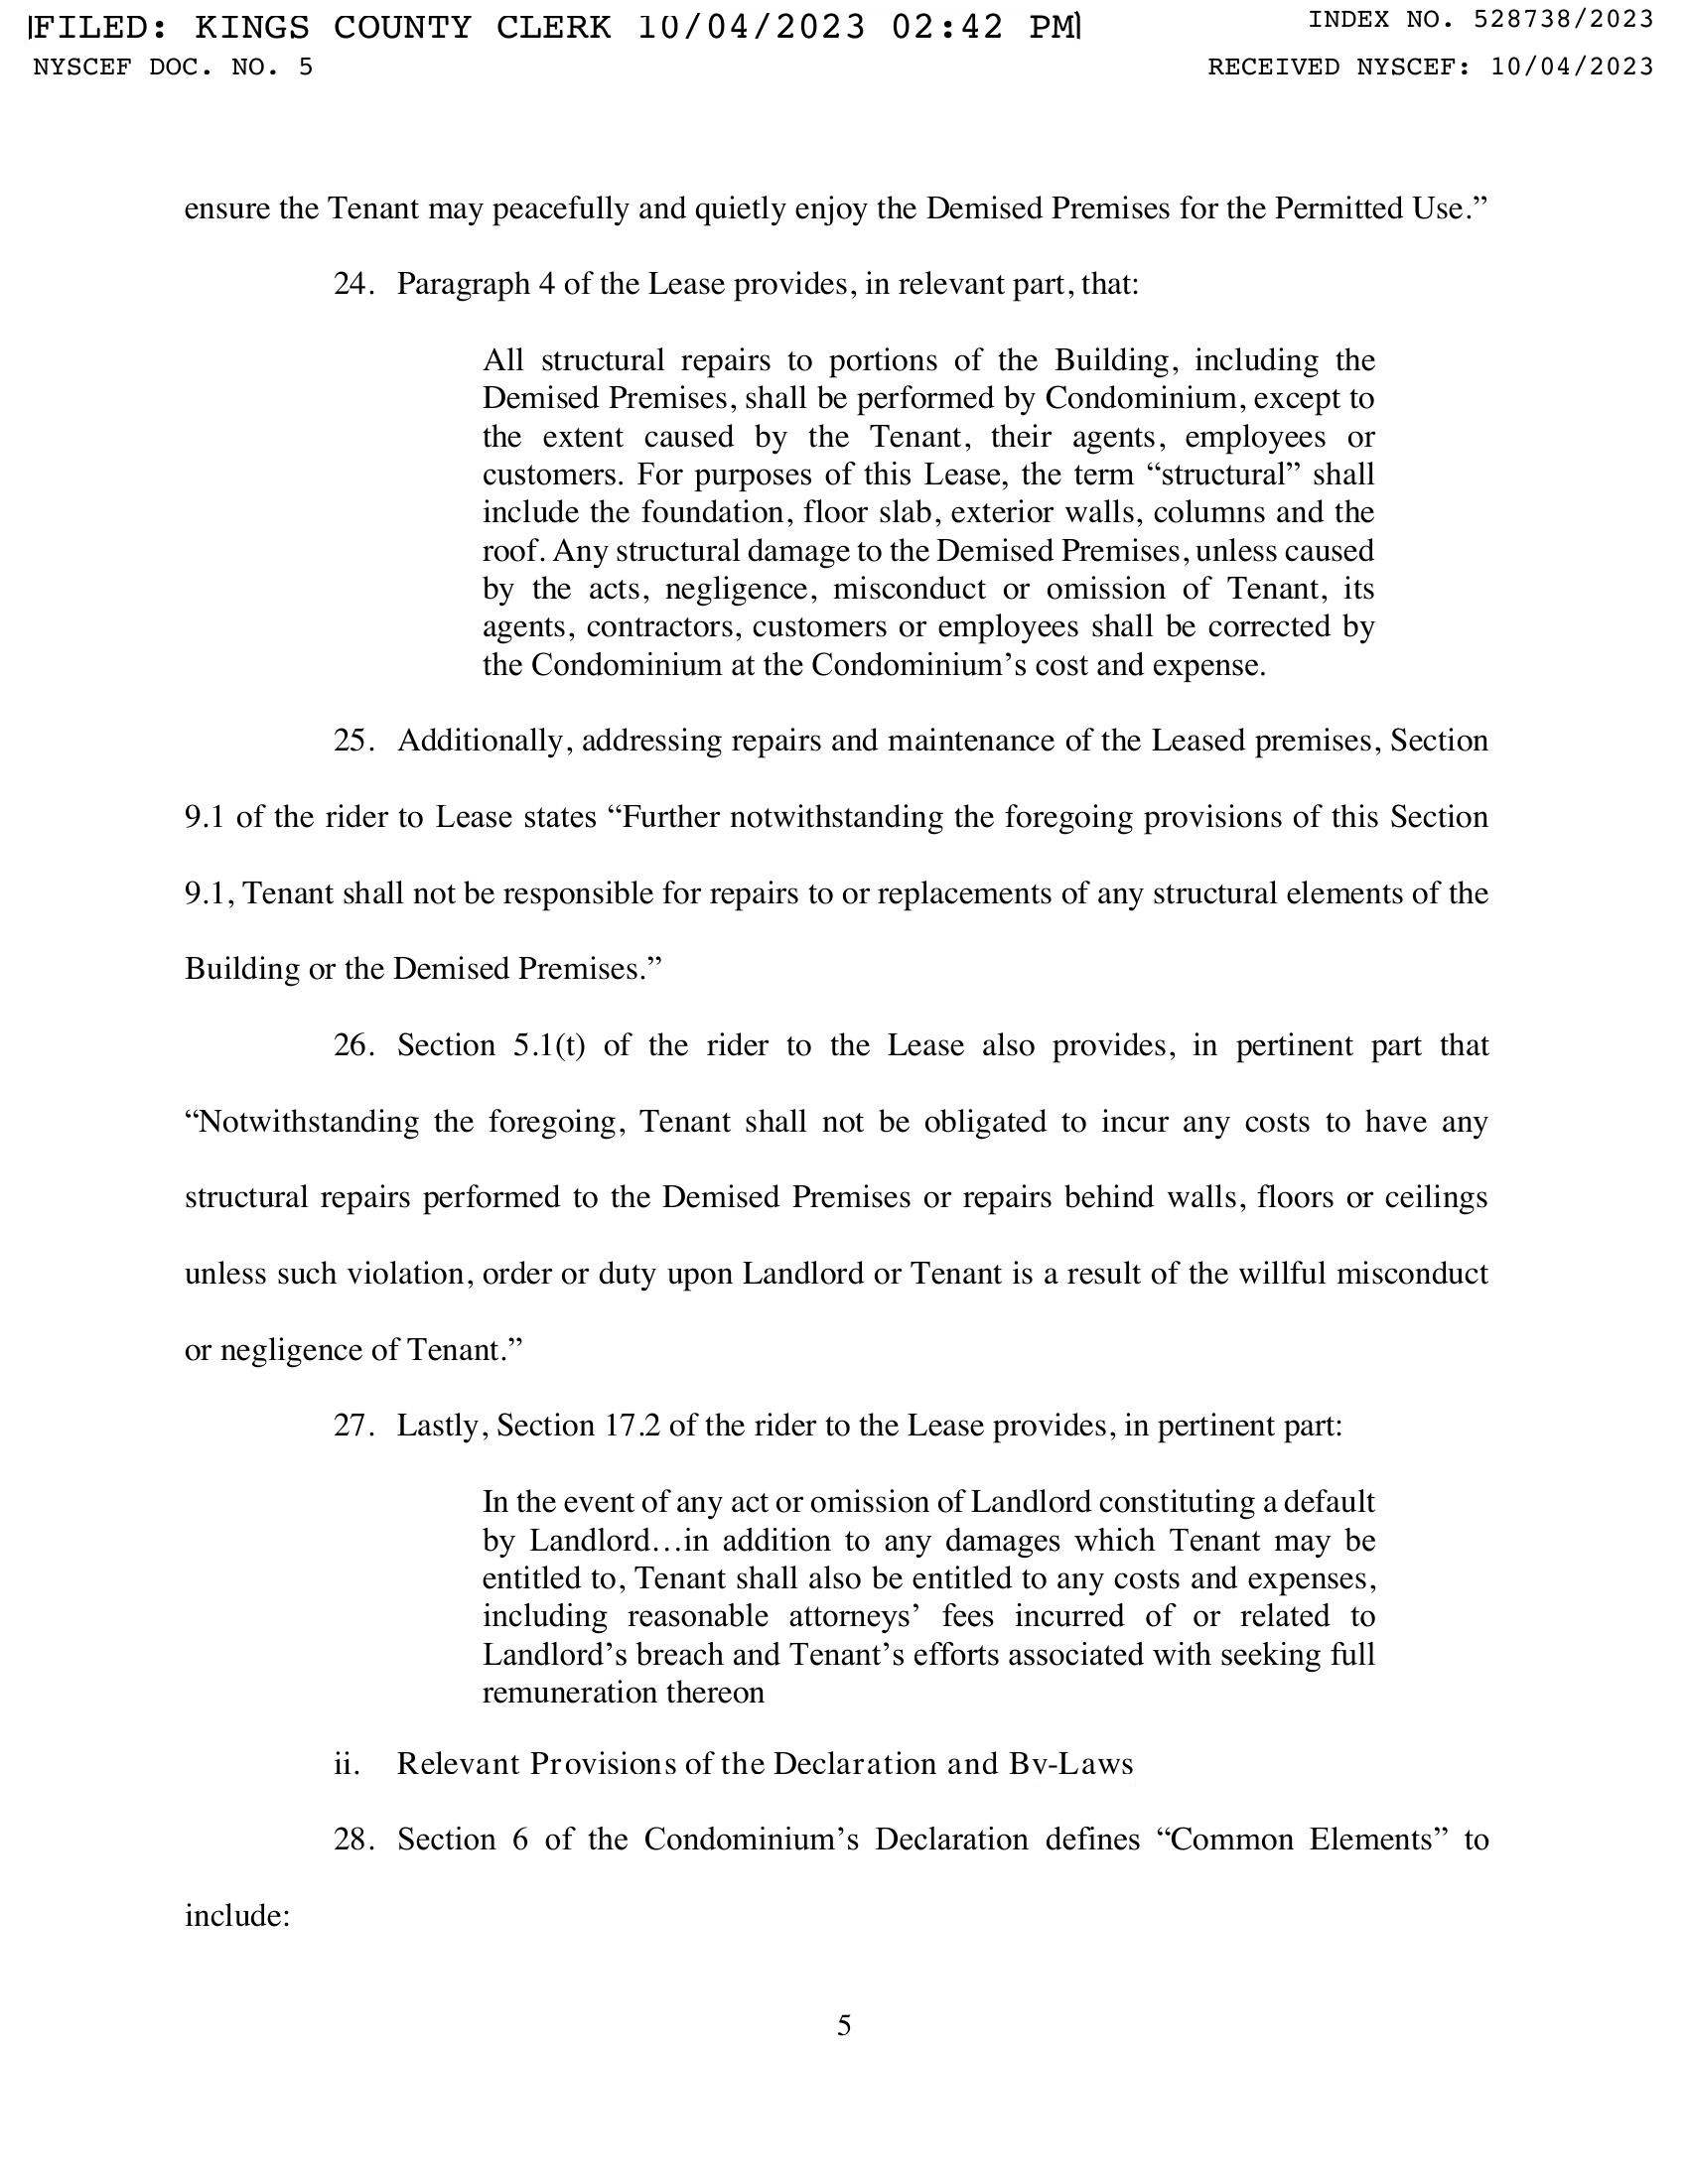 FILED: KINGS COUNTY CLERK 10/04/2023 02:42 PM
INDEX NO. 528738/2023
NYSCEF DOC. NO. 5
RECEIVED NYSCEF: 10/04/2023
ensure the Tenant may peacefully and quietly enjoy the Demised Premises for the Permitted Use.”
24. Paragraph 4 of the Lease provides, in relevant part, that:
All structural repairs to portions of the Building, including the
Demised Premises, shall be performed by Condominium, except to
the extent caused by the Tenant, their agents, employees or
customers. For purposes of this Lease, the term “structural” shall
include the foundation, floor slab, exterior walls, columns and the
roof. Any structural damage to the Demised Premises, unless caused
by the acts, negligence, misconduct or omission of Tenant, its
agents, contractors, customers or employees shall be corrected by
the Condominium at the Condominium’s cost and expense.
25. Additionally, addressing repairs and maintenance of the Leased premises, Section
9.1 of the rider to Lease states “Further notwithstanding the foregoing provisions of this Section
9.1, Tenant shall not be responsible for repairs to or replacements of any structural elements of the
Building or the Demised Premises.”
26. Section 5.1(t) of the rider to the Lease also provides, in pertinent part that
“Notwithstanding the foregoing, Tenant shall not be obligated to incur any costs to have any
structural repairs performed to the Demised Premises or repairs behind walls, floors or ceilings
unless such violation, order or duty upon Landlord or Tenant is a result of the willful misconduct
or negligence of Tenant.”
27. Lastly, Section 17.2 of the rider to the Lease provides, in pertinent part:
In the event of any act or omission of Landlord constituting a default
by Landlord…in addition to any damages which Tenant may be
entitled to, Tenant shall also be entitled to any costs and expenses,
including reasonable attorneys’ fees incurred of or related to
Landlord’s breach and Tenant’s efforts associated with seeking full
remuneration thereon
ii. Relevant Provisions of the Declaration and Bv-Laws
28. Section 6 of the Condominium’s Declaration defines “Common Elements” to
include:
5